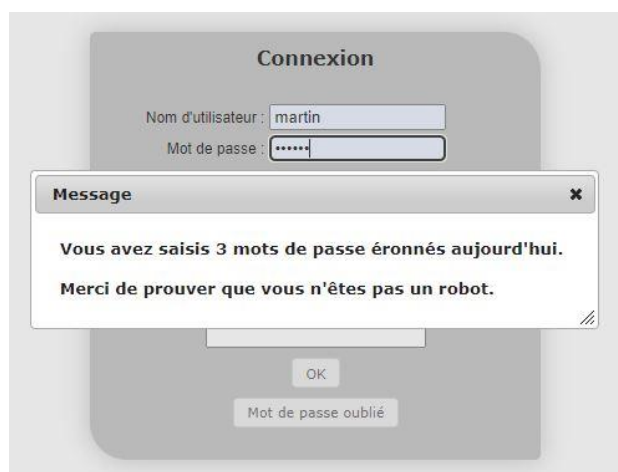 Connexion
Nom d'utilisateur : martin
Mot de passe : ••••••
Message ✖
Vous avez saisis 3 mots de passe éronnés aujourd'hui.
Merci de prouver que vous n'êtes pas un robot.
OK
Mot de passe oublié